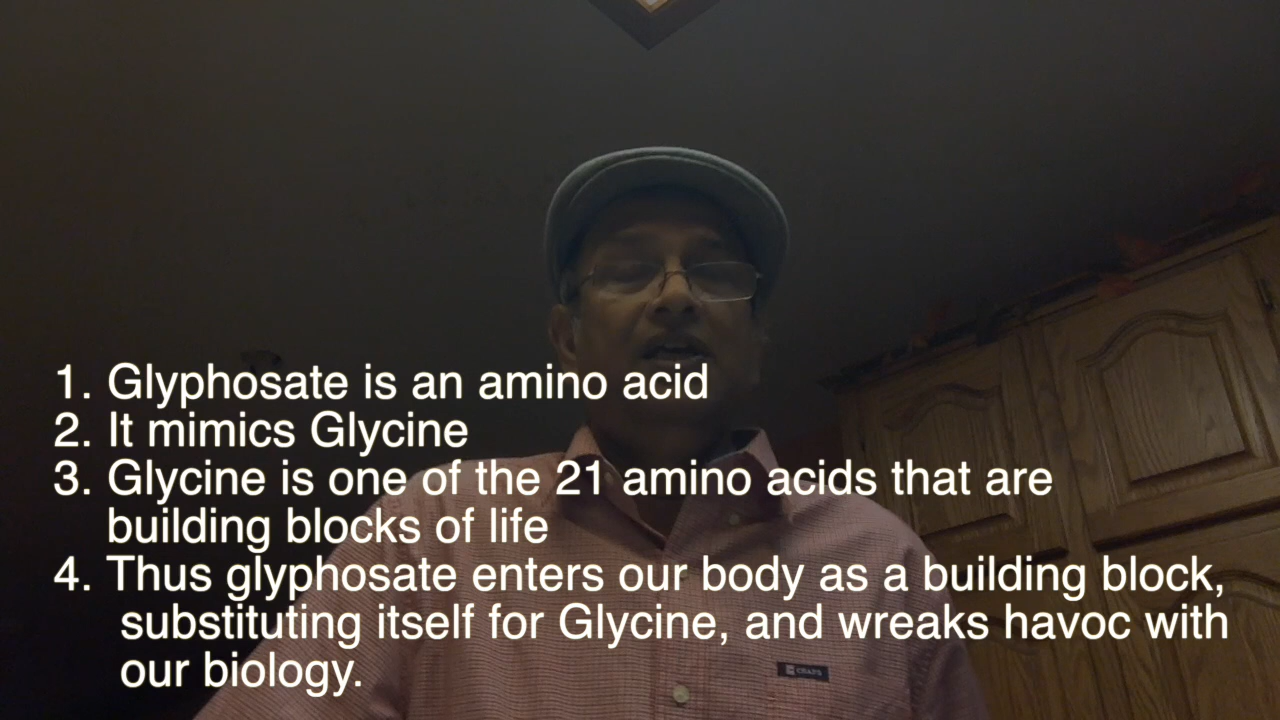 1. Glyphosate is an amino acid
2. It mimics Glycine
3. Glycine is one of the 21 amino acids that are
building blocks of life
4. Thus glyphosate enters our body as a building block,
substituting itself for Glycine, and wreaks havoc with
our biology.
CHAPS